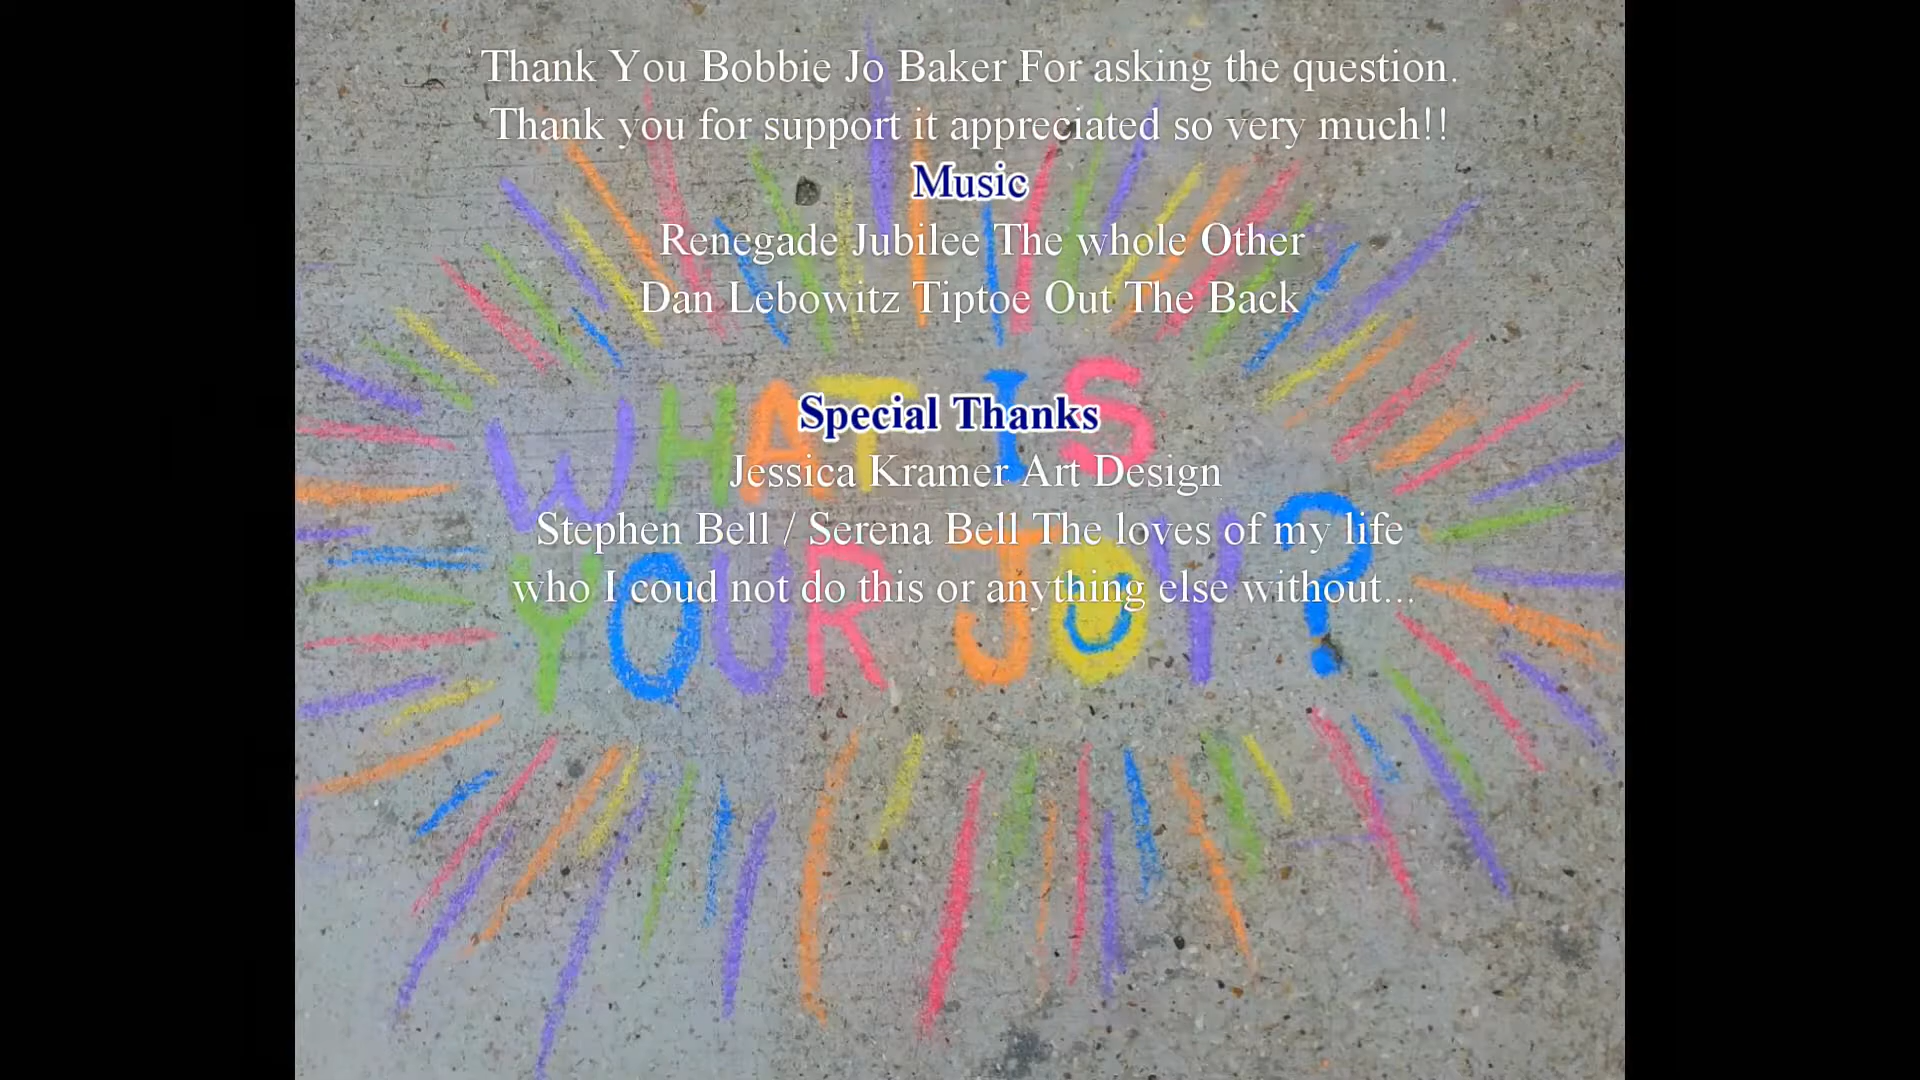 Thank You Bobbie Jo Baker For asking the question.
Thank you for support it appreciated so very much!!
Music
Renegade Jubilee The whole Other
Dan Lebowitz Tiptoe Out The Back
WHAT IS
Special Thanks
Jessica Kramer Art Design
Stephen Bell / Serena Bell The loves of my life
who I coud not do this or anything else without...
YOUR JOY?